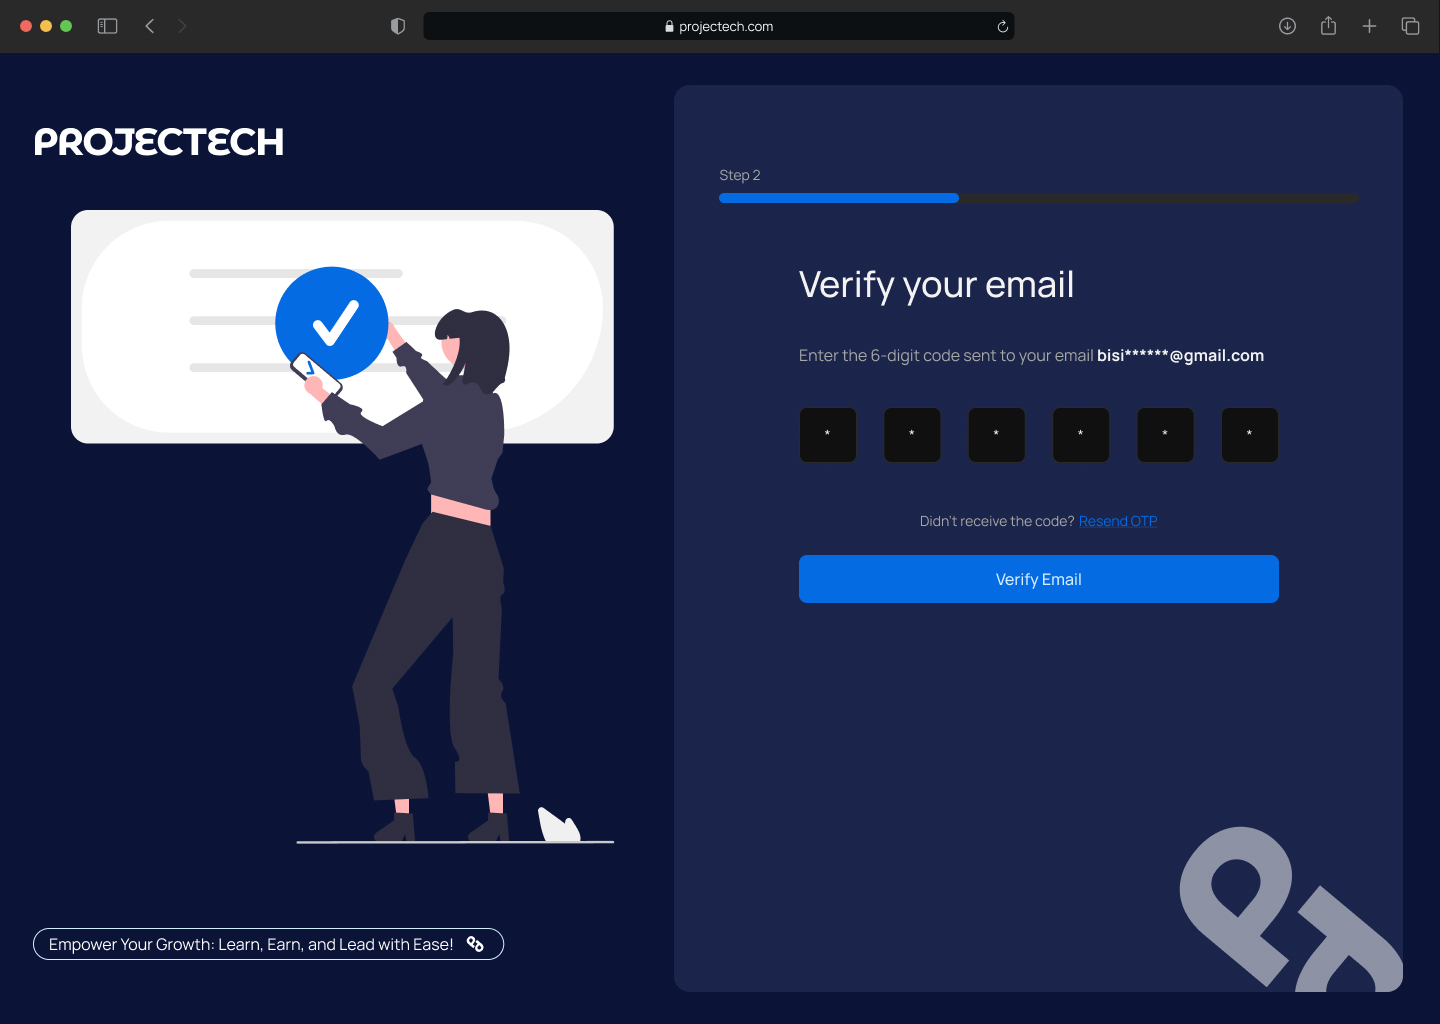 projectech.com
PROJECTECH
Step 2
Verify your email
Enter the 6-digit code sent to your email bisi******@gmail.com
* * * * * *
Didn't receive the code? Resend OTP
Verify Email
Empower Your Growth: Learn, Earn, and Lead with Ease!